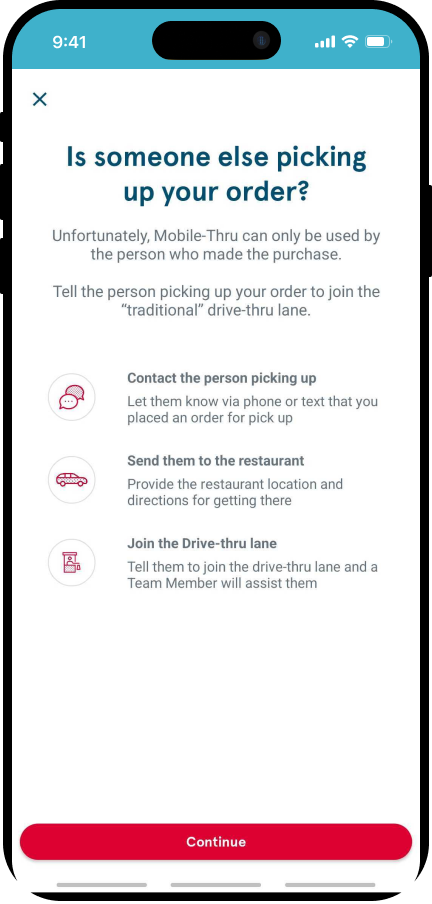 9:41
Is someone else picking
up your order?
Unfortunately, Mobile-Thru can only be used by
the person who made the purchase.
Tell the person picking up your order to join the
“traditional” drive-thru lane.
Contact the person picking up
Let them know via phone or text that you
placed an order for pick up
Send them to the restaurant
Provide the restaurant location and
directions for getting there
Join the Drive-thru lane
Tell them to join the drive-thru lane and a
Team Member will assist them
Continue